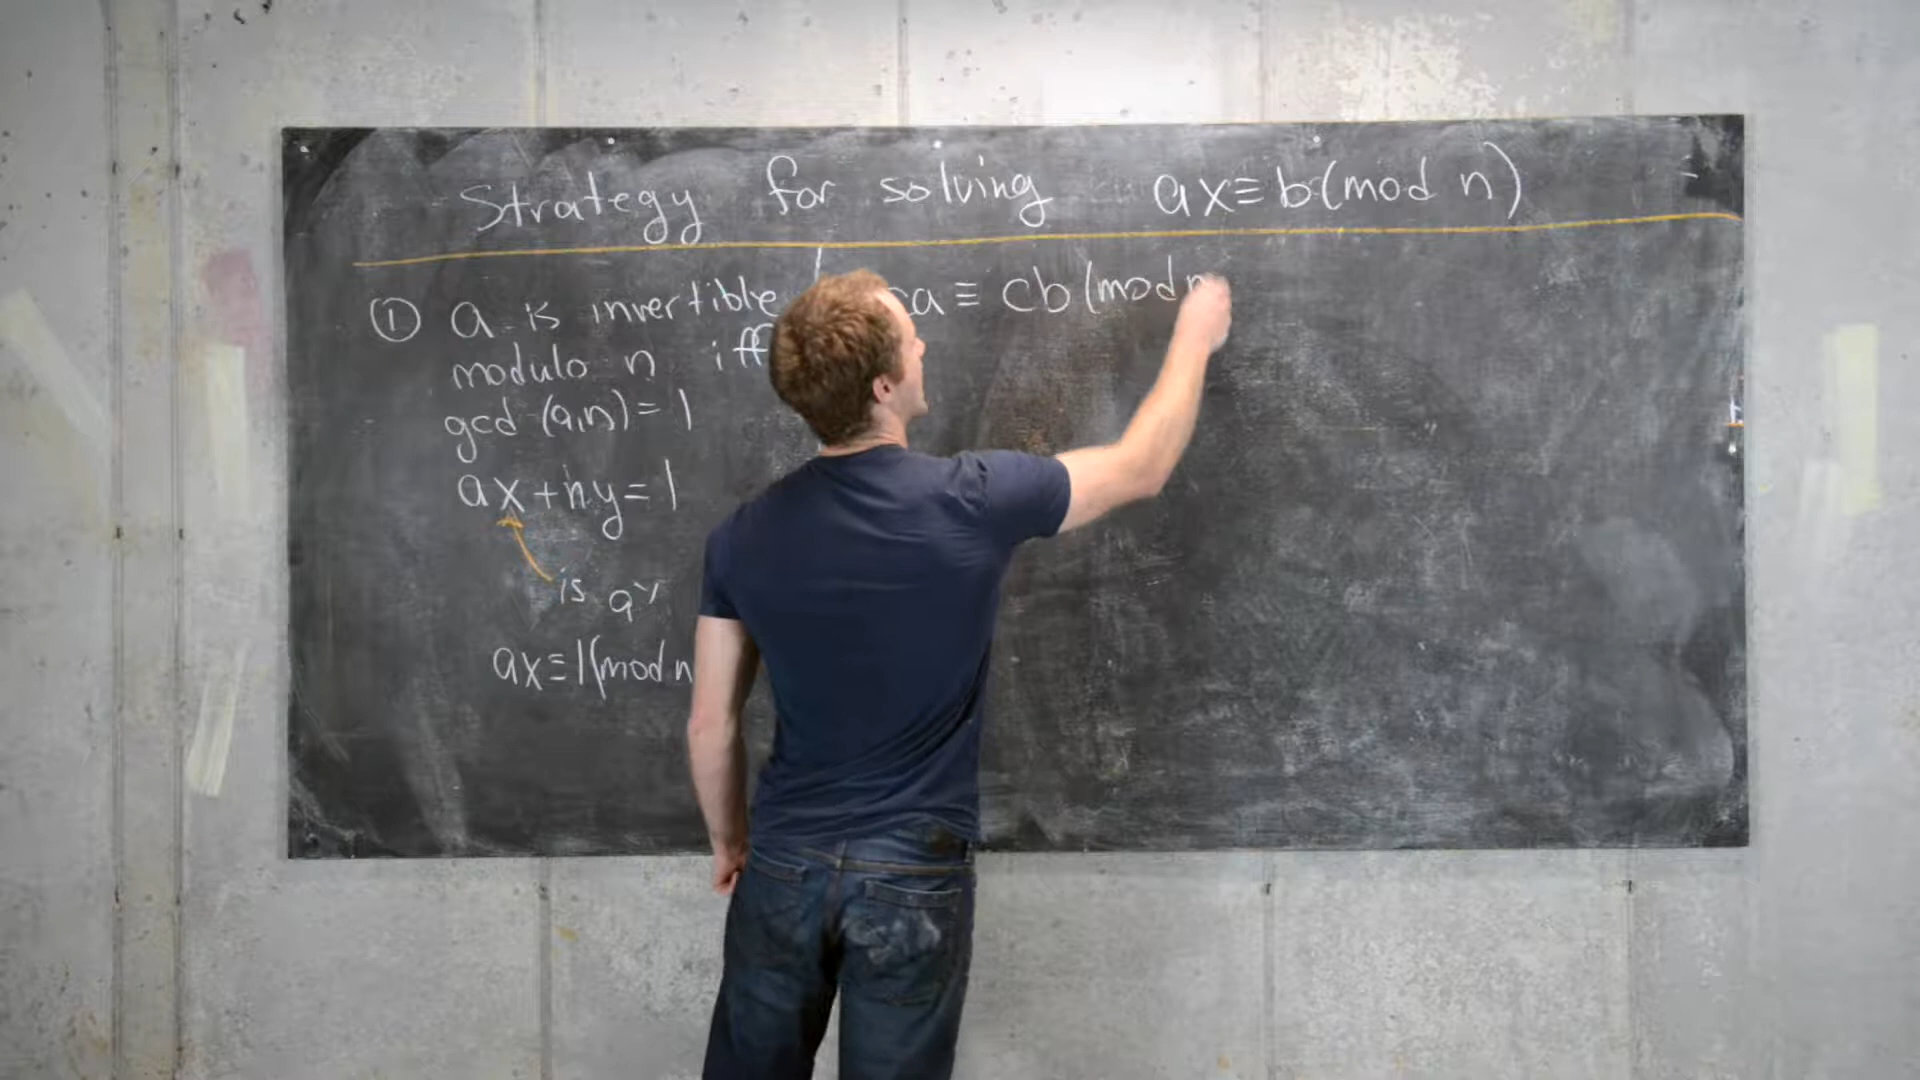 Strategy for solving ax≡b(mod n)
① a is invertible
modulo n iff
gcd(a,n)=1
ax+ny=1
is a⁻¹
ax≡1(mod n
ca ≡ cb (mod n